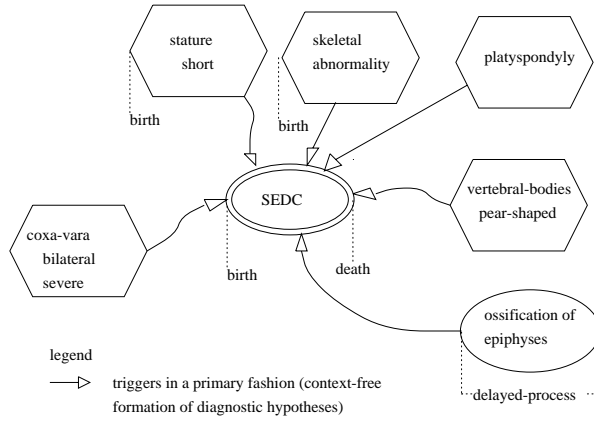 stature
short
skeletal
abnormality
platyspondyly
birth
birth
SEDC
vertebral-bodies
pear-shaped
coxa-vara
bilateral
severe
birth
death
ossification of
epiphyses
legend
triggers in a primary fashion (context-free
formation of diagnostic hypotheses)
delayed-process